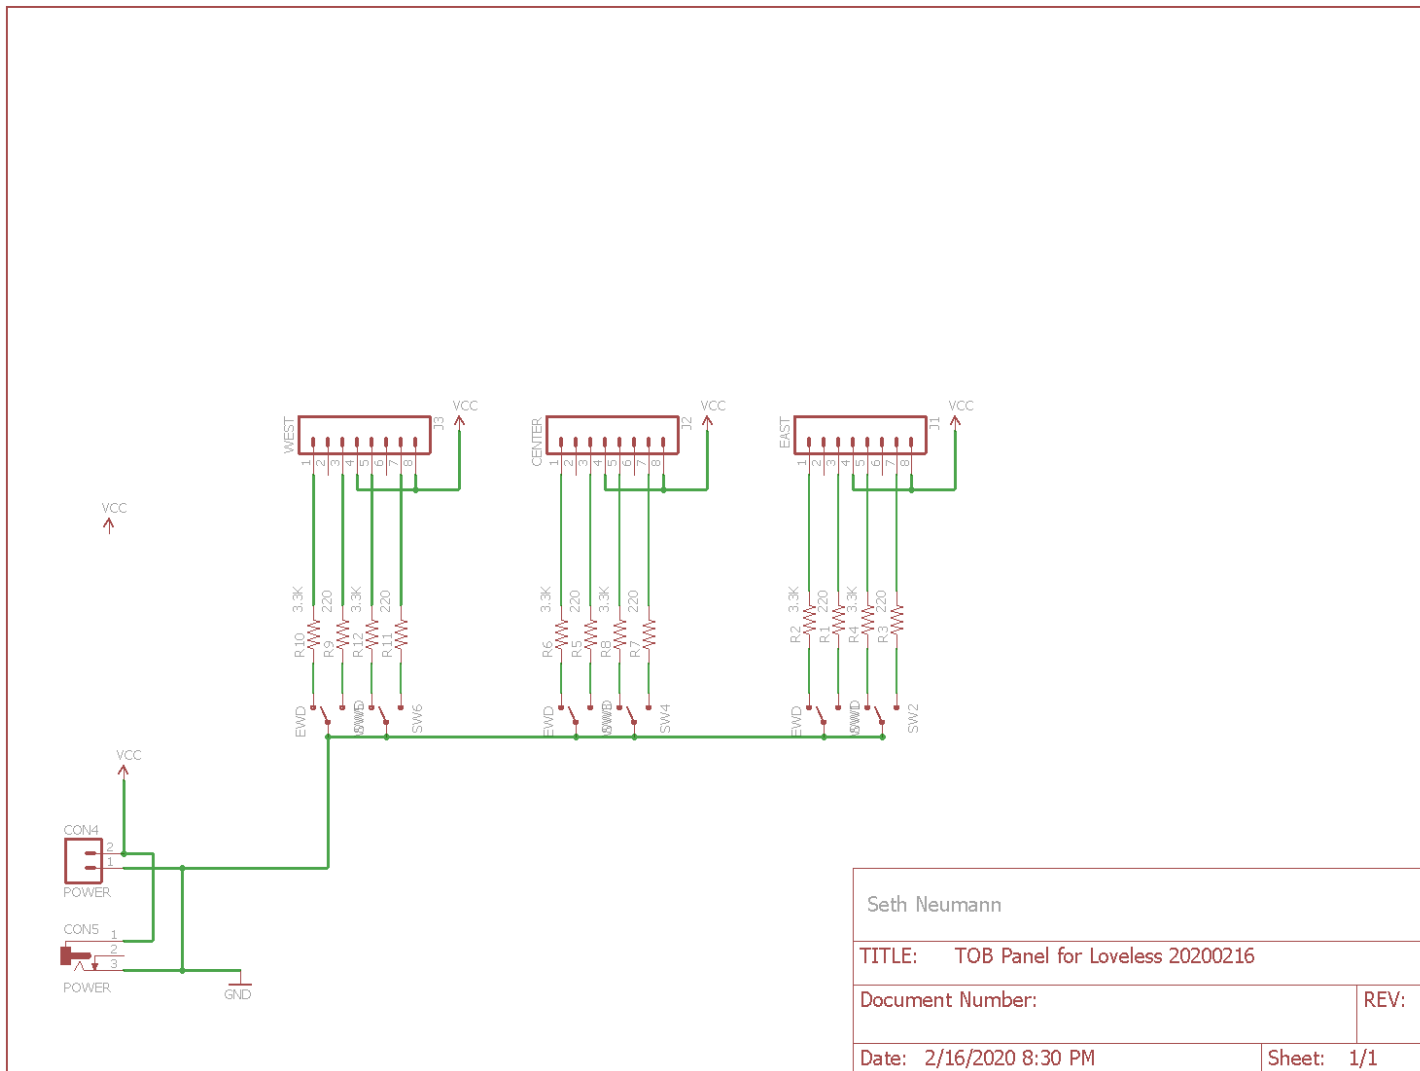 VCC VCC VCC
WEST J3 CENTER J2 EAST J1
1 2 3 4 5 6 7 8 1 2 3 4 5 6 7 8 1 2 3 4 5 6 7 8
VCC
3.3K 220 3.3K 220 3.3K 220 3.3K 220 3.3K 220 3.3K 220
R10 R9 R12 R11 R6 R5 R8 R7 R2 R1 R4 R3
EWD SW6 EWD SW4 EWD SW2
VCC
CON4
2
1
POWER
CON5
1
2
3
POWER
GND
Seth Neumann
TITLE: TOB Panel for Loveless 20200216
Document Number:
REV:
Date: 2/16/2020 8:30 PM
Sheet: 1/1